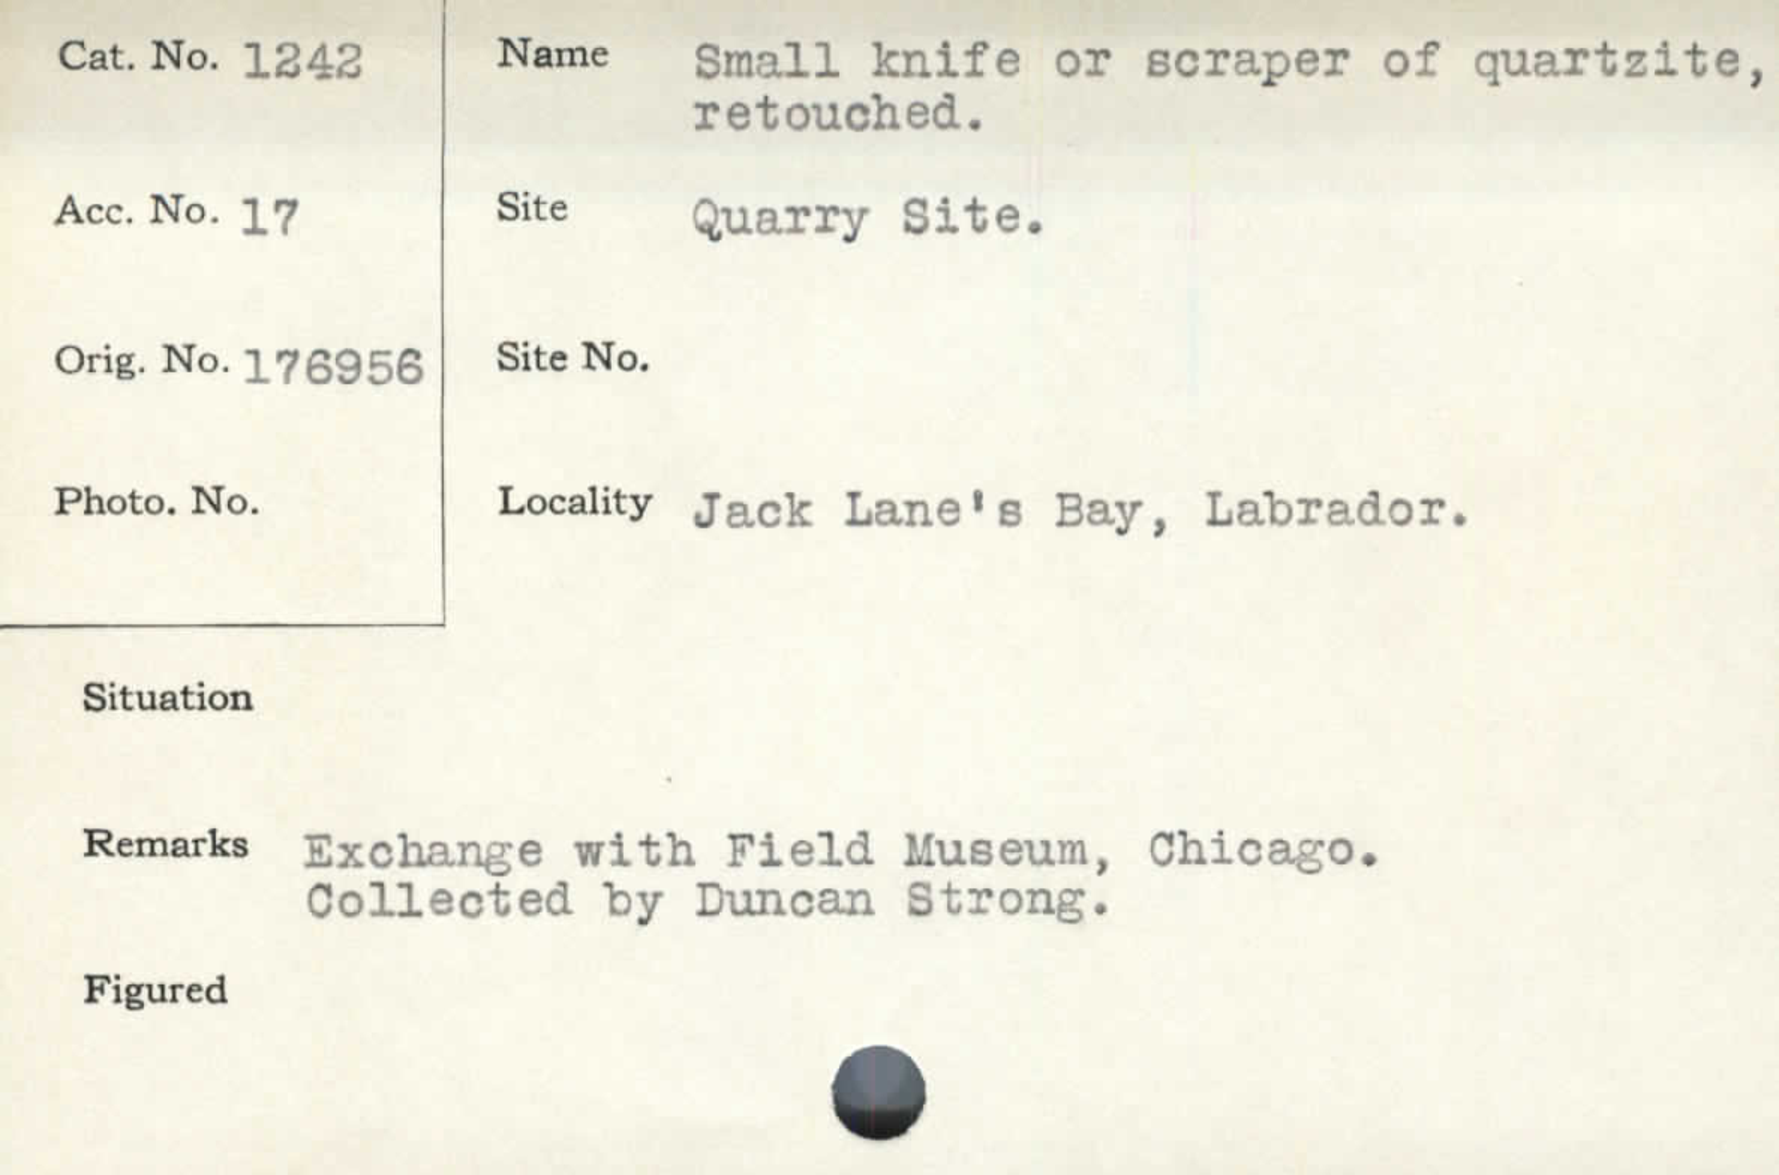 Cat. No. 1242
Name Small knife or scraper of quartzite,
retouched.
Acc. No. 17
Site Quarry Site.
Orig. No. 176956
Site No.
Photo. No.
Locality Jack Lane's Bay, Labrador.
Situation
Remarks Exchange with Field Museum, Chicago.
Collected by Duncan Strong.
Figured